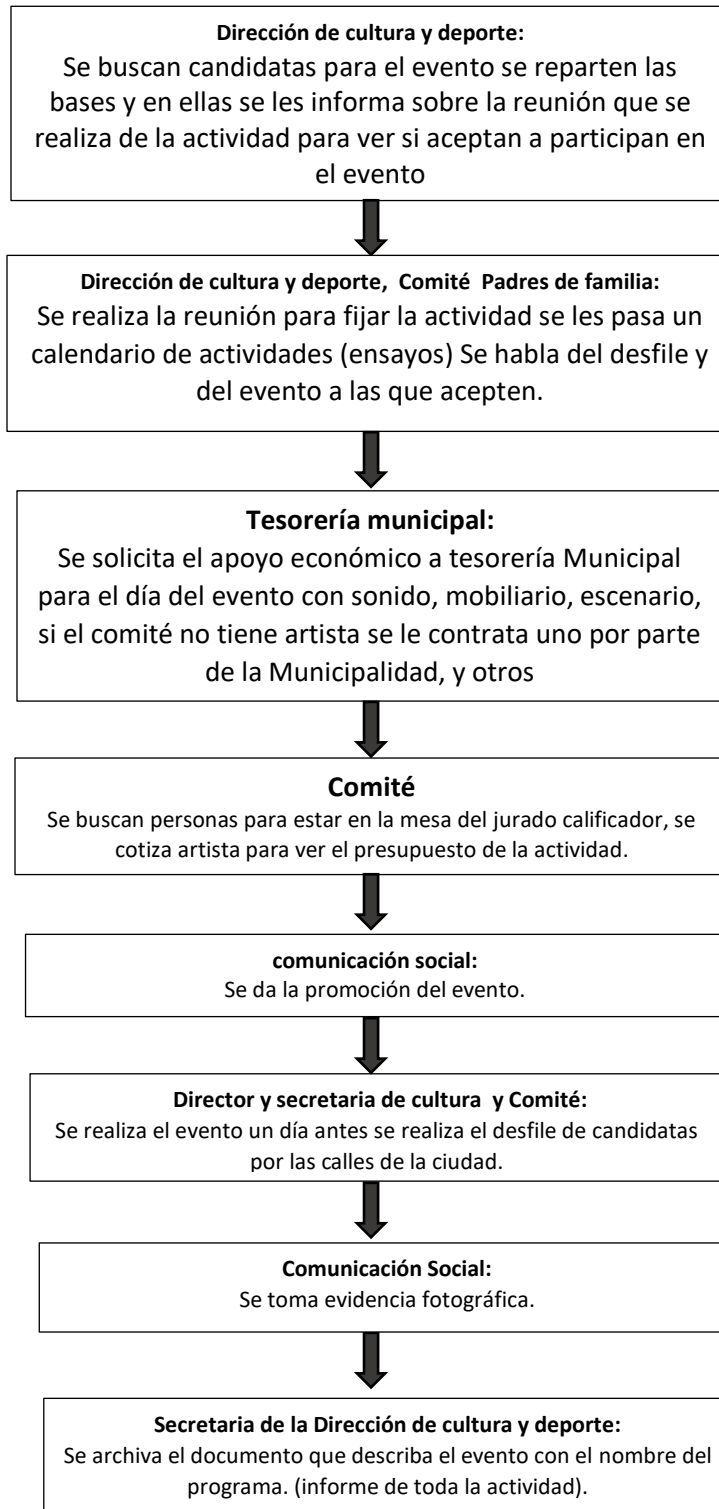 Dirección de cultura y deporte:
Se buscan candidatas para el evento se reparten las
bases y en ellas se les informa sobre la reunión que se
realiza de la actividad para ver si aceptan a participan en
el evento
Dirección de cultura y deporte, Comité Padres de familia:
Se realiza la reunión para fijar la actividad se les pasa un
calendario de actividades (ensayos) Se habla del desfile y
del evento a las que acepten.
Tesorería municipal:
Se solicita el apoyo económico a tesorería Municipal
para el día del evento con sonido, mobiliario, escenario,
si el comité no tiene artista se le contrata uno por parte
de la Municipalidad, y otros
Comité
Se buscan personas para estar en la mesa del jurado calificador, se
cotiza artista para ver el presupuesto de la actividad.
comunicación social:
Se da la promoción del evento.
Director y secretaria de cultura y Comité:
Se realiza el evento un día antes se realiza el desfile de candidatas
por las calles de la ciudad.
Comunicación Social:
Se toma evidencia fotográfica.
Secretaria de la Dirección de cultura y deporte:
Se archiva el documento que describa el evento con el nombre del
programa. (informe de toda la actividad).